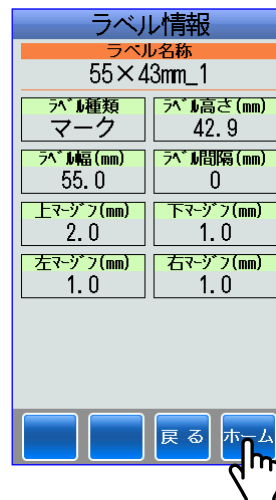 ラベル情報
ラベル名称
55×43mm_1
ﾗﾍﾞﾙ種類 ﾗﾍﾞﾙ高さ(mm)
マーク 42.9
ﾗﾍﾞﾙ幅(mm) ﾗﾍﾞﾙ間隔(mm)
55.0 0
上ﾏｰｼﾞﾝ(mm) 下ﾏｰｼﾞﾝ(mm)
2.0 1.0
左ﾏｰｼﾞﾝ(mm) 右ﾏｰｼﾞﾝ(mm)
1.0 1.0
戻る ホーム